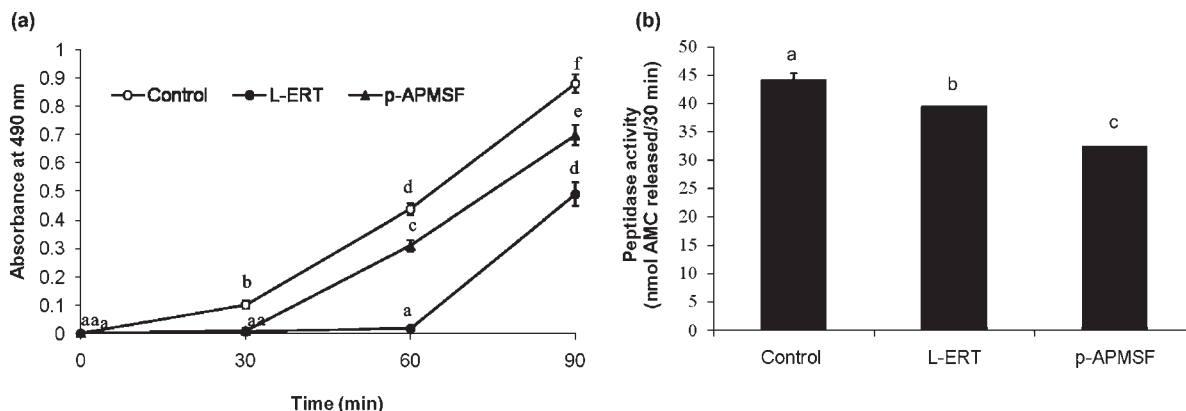 (a)
1
0.9
0.8
0.7
0.6
0.5
0.4
0.3
0.2
0.1
0
Absorbance at 490 nm
Control L-ERT p-APMSF
aaa
b
aa
d
c
a
f
e
d
0 30 60 90
Time (min)
(b)
50
45
40
35
30
25
20
15
10
5
0
Peptidase activity
(nmol AMC released/30 min)
a
b
c
Control L-ERT p-APMSF